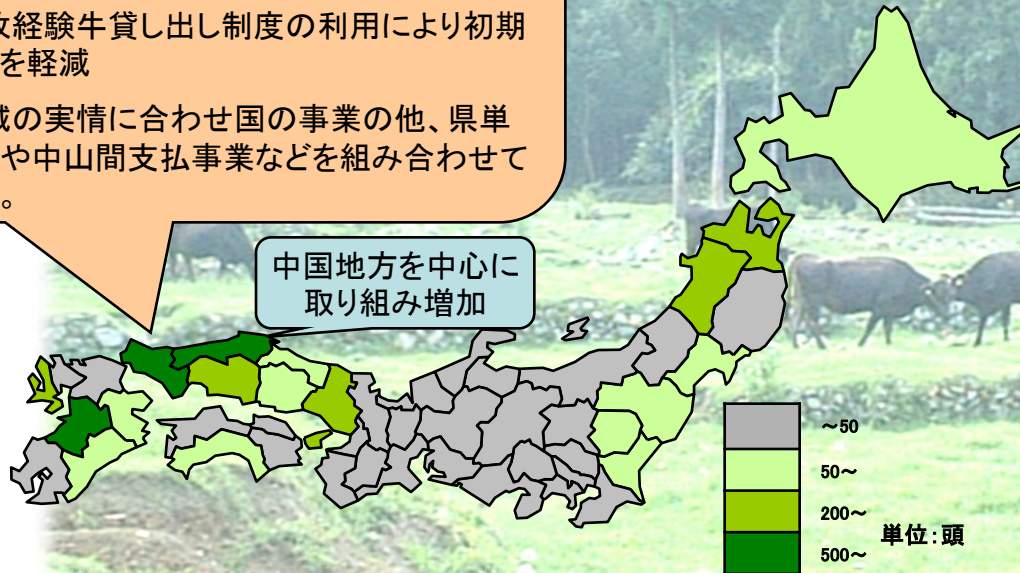 牧経験牛貸し出し制度の利用により初期
を軽減
域の実情に合わせ国の事業の他、県単
や中山間支払事業などを組み合わせて
。
中国地方を中心に
取り組み増加
～50
50～
200～
500～
単位：頭